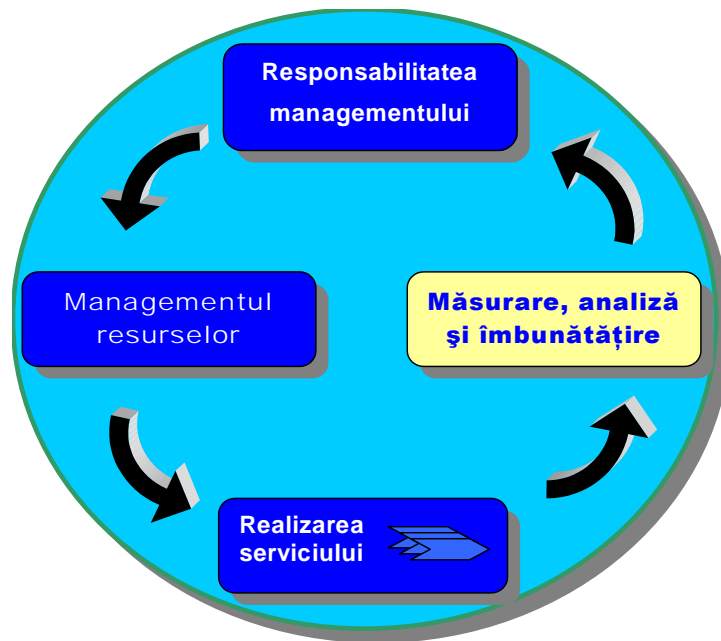 Responsabilitatea
managementului
Managementul
resurselor
Măsurare, analiză
şi îmbunătăţire
Realizarea
serviciului